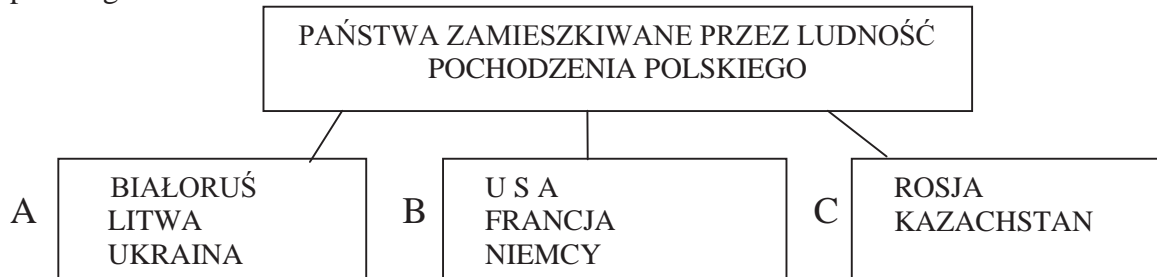 PAŃSTWA ZAMIESZKIWANE PRZEZ LUDNOŚĆ
POCHODZENIA POLSKIEGO
A
BIAŁORUŚ
LITWA
UKRAINA
B
U S A
FRANCJA
NIEMCY
C
ROSJA
KAZACHSTAN